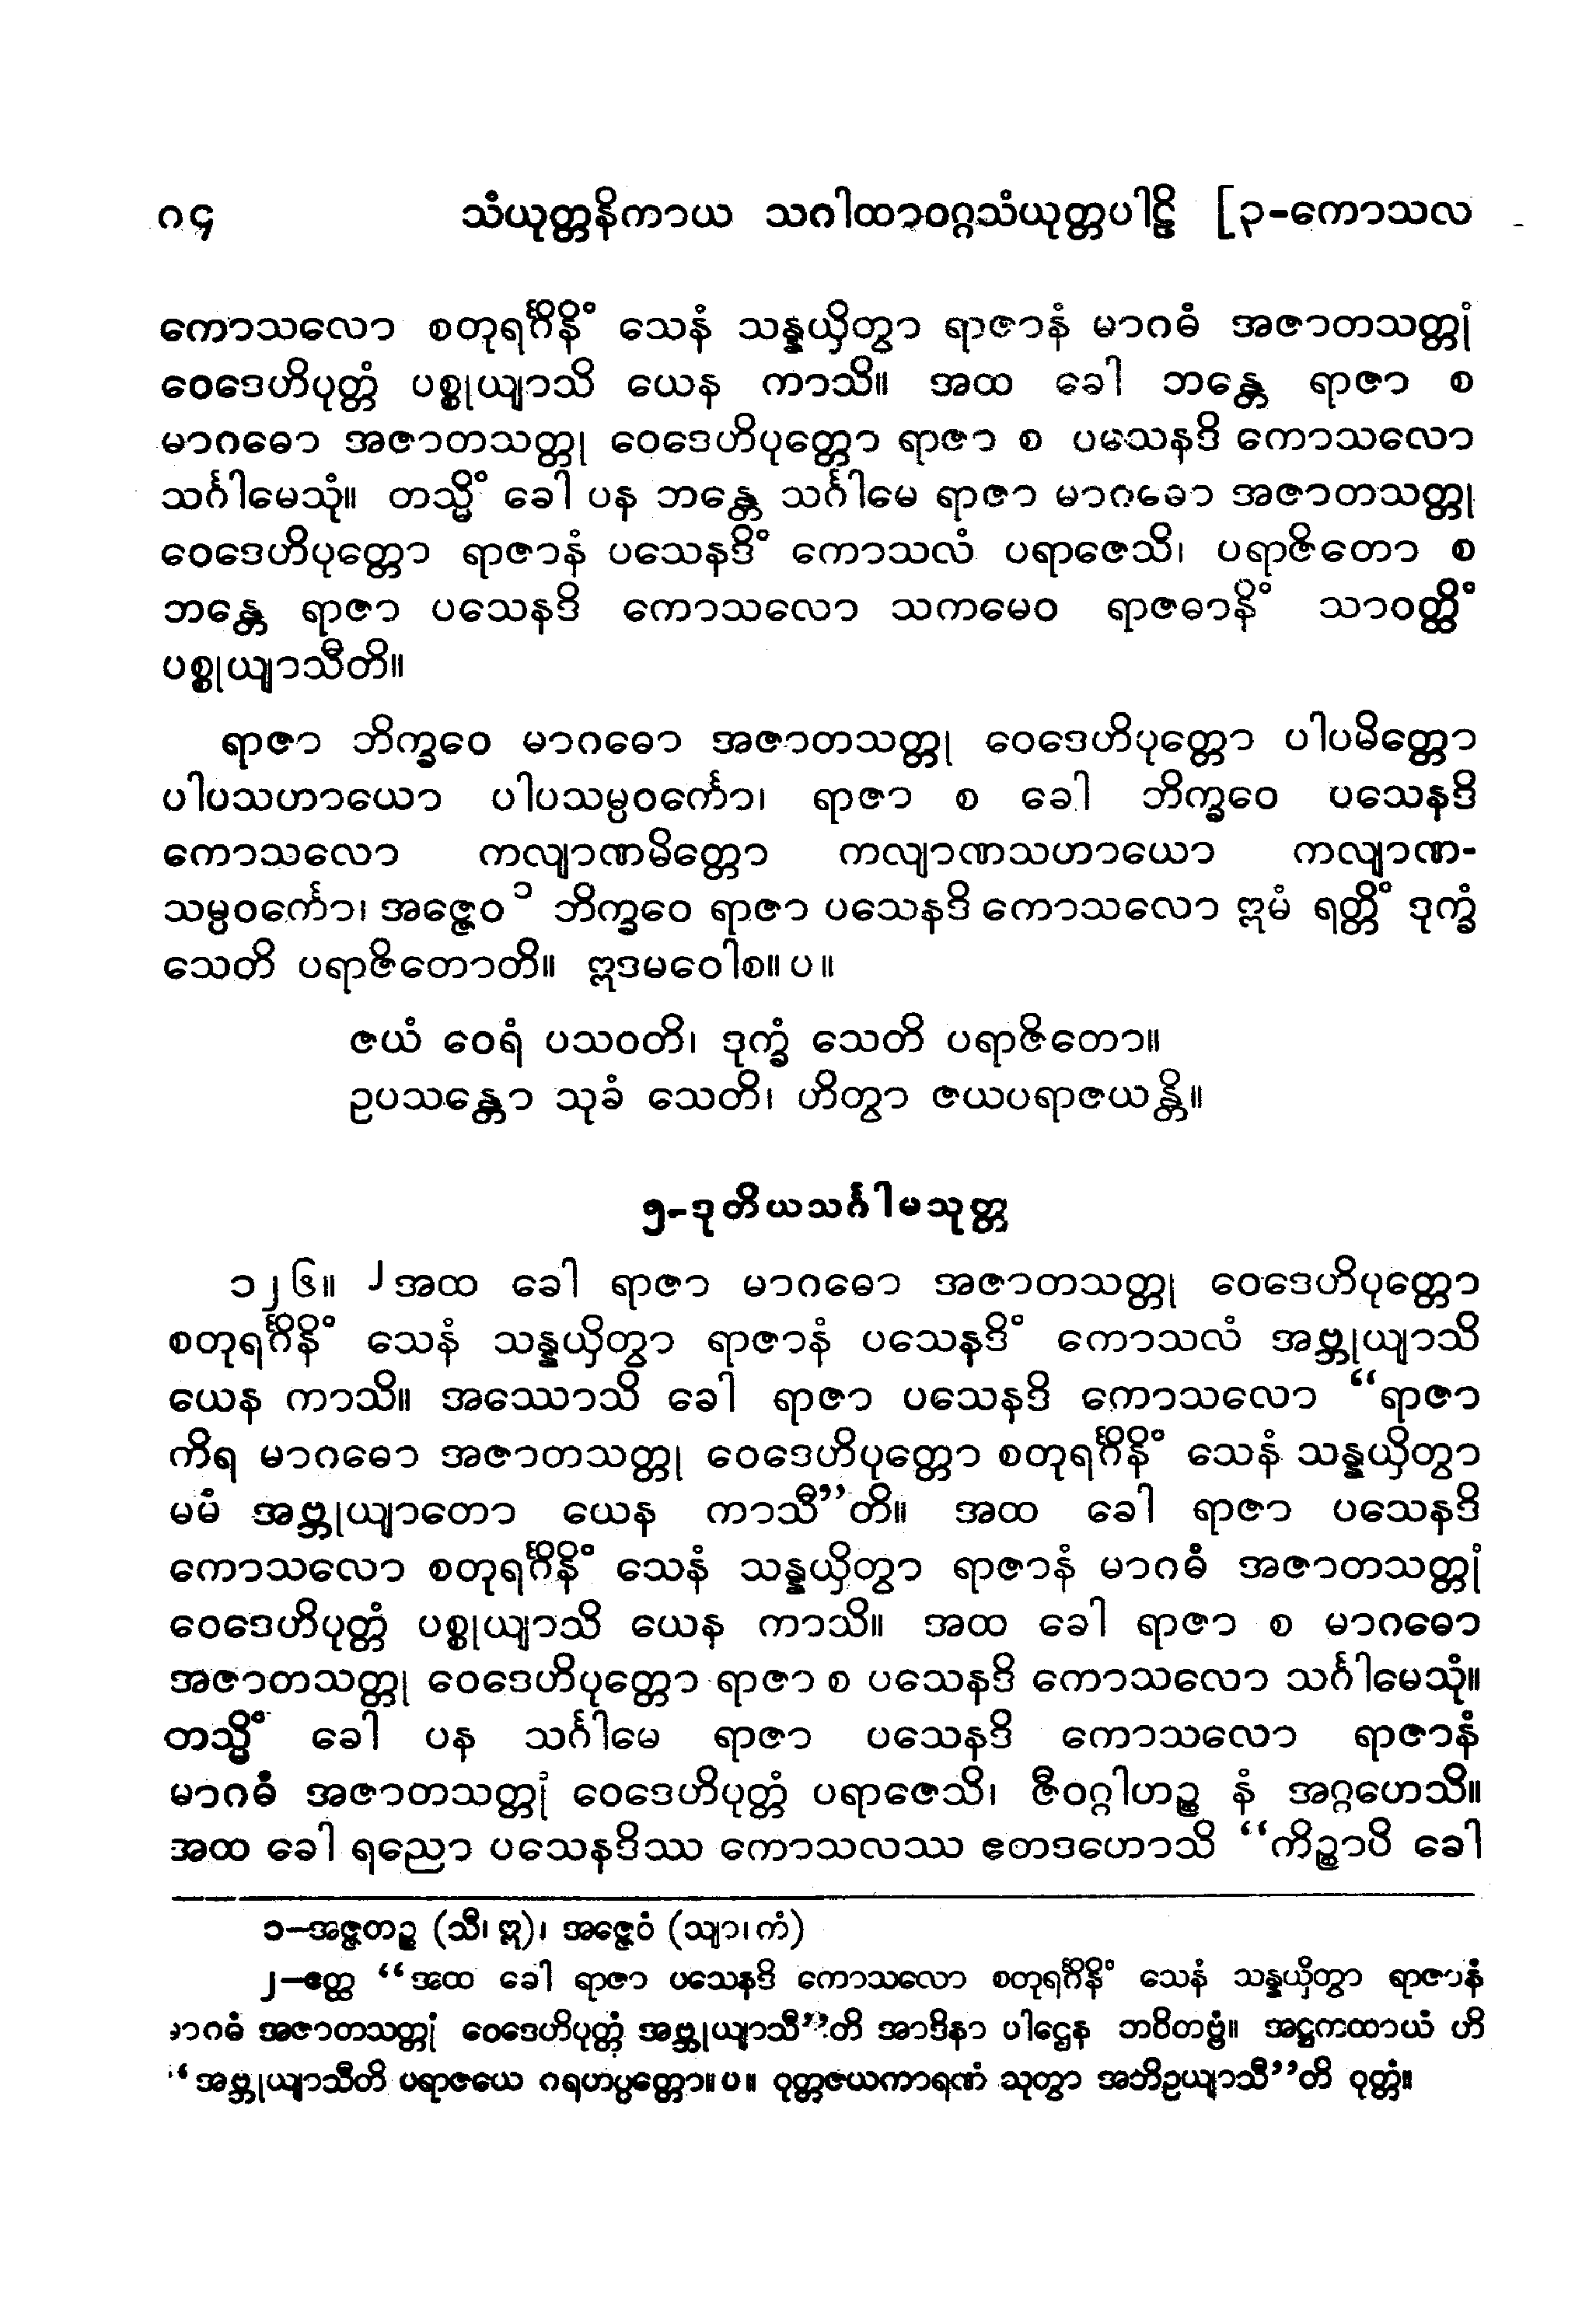 ၈၄ သံယုတ္တနိကာယ သဂါထာဝဂ္ဂသံယုတ္တပါဠိ [၃-ကောသလ
ကောသလော စတုရင်္ဂိနိံ သေနံ သန္နယှိတွာ ရာဇာနံ မာဂဓံ အဇာတသတ္တုံ
ဝေဒေဟိပုတ္တံ ပစ္စုယျာသိ ယေန ကာသိ။ အထ ခေါ ဘန္တေ ရာဇာ စ
မာဂဓော အဇာတသတ္တု ဝေဒေဟိပုတ္တော ရာဇာ စ ပသေနဒိ ကောသလော
သင်္ဂါမေသုံ။ တသ္မိံ ခေါ ပန ဘန္တေ သင်္ဂါမေ ရာဇာ မာဂဓော အဇာတသတ္တု
ဝေဒေဟိပုတ္တော ရာဇာနံ ပသေနဒိံ ကောသလံ ပရာဇေသိ၊ ပရာဇိတော စ
ဘန္တေ ရာဇာ ပသေနဒိ ကောသလော သကမေဝ ရာဇဓာနိံ သာဝတ္ထိံ
ပစ္စုယျာသီတိ။
ရာဇာ ဘိက္ခဝေ မာဂဓော အဇာတသတ္တု ဝေဒေဟိပုတ္တော ပါပမိတ္တော
ပါပသဟာယော ပါပသမ္ပဝင်္ကော၊ ရာဇာ စ ခေါ ဘိက္ခဝေ ပသေနဒိ
ကောသလော ကလျာဏမိတ္တော ကလျာဏသဟာယော ကလျာဏ-
သမ္ပဝင်္ကော၊ အဇ္ဇေဝ ၁ ဘိက္ခဝေ ရာဇာ ပသေနဒိ ကောသလော ဣမံ ရတ္တိံ ဒုက္ခံ
သေတိ ပရာဇိတောတိ။ ဣဒမဝေါစ။ ပ။
ဇယံ ဝေရံ ပသဝတိ၊ ဒုက္ခံ သေတိ ပရာဇိတော။
ဥပသန္တော သုခံ သေတိ၊ ဟိတွာ ဇယပရာဇယန္တိ။
၅-ဒုတိယသင်္ဂါမသုတ္တ
၁၂၆။ ၂အထ ခေါ ရာဇာ မာဂဓော အဇာတသတ္တု ဝေဒေဟိပုတ္တော
စတုရင်္ဂိနိံ သေနံ သန္နယှိတွာ ရာဇာနံ ပသေနဒိံ ကောသလံ အဗ္ဘုယျာသိ
ယေန ကာသိ။ အဿောသိ ခေါ ရာဇာ ပသေနဒိ ကောသလော “ရာဇာ
ကိရ မာဂဓော အဇာတသတ္တု ဝေဒေဟိပုတ္တော စတုရင်္ဂိနိံ သေနံ သန္နယှိတွာ
မမံ အဗ္ဘုယျာတော ယေန ကာသီ”တိ။ အထ ခေါ ရာဇာ ပသေနဒိ
ကောသလော စတုရင်္ဂိနိံ သေနံ သန္နယှိတွာ ရာဇာနံ မာဂဓံ အဇာတသတ္တုံ
ဝေဒေဟိပုတ္တံ ပစ္စုယျာသိ ယေန ကာသိ။ အထ ခေါ ရာဇာ စ မာဂဓော
အဇာတသတ္တု ဝေဒေဟိပုတ္တော ရာဇာ စ ပသေနဒိ ကောသလော သင်္ဂါမေသုံ။
တသ္မိံ ခေါ ပန သင်္ဂါမေ ရာဇာ ပသေနဒိ ကောသလော ရာဇာနံ
မာဂဓံ အဇာတသတ္တုံ ဝေဒေဟိပုတ္တံ ပရာဇေသိ၊ ဇီဝဂ္ဂါဟဉ္စ နံ အဂ္ဂဟေသိ။
အထ ခေါ ရညော ပသေနဒိဿ ကောသလဿ ဧတဒဟောသိ “ကိဉ္စာပိ ခေါ
၁-အဇ္ဇတဉ္စ (သီ၊ ဣ)၊ အဇ္ဇေဝံ (သျာ၊ ကံ)
၂-ဧတ္ထ “အထ ခေါ ရာဇာ ပသေနဒိ ကောသလော စတုရင်္ဂိနိံ သေနံ သန္နယှိတွာ ရာဇာနံ
မာဂဓံ အဇာတသတ္တုံ ဝေဒေဟိပုတ္တံ အဗ္ဘုယျာသီ”တိ အာဒိနာ ပါဌေန ဘဝိတဗ္ဗံ။ အဋ္ဌကထာယံ ဟိ
“အဗ္ဘုယျာသီတိ ပရာဇယေ ဂရဟပ္ပတ္တော။ ပ။ ဝုတ္တဇယကာရဏံ သုတွာ အဘိဥယျာသီ”တိ ဝုတ္တံ။